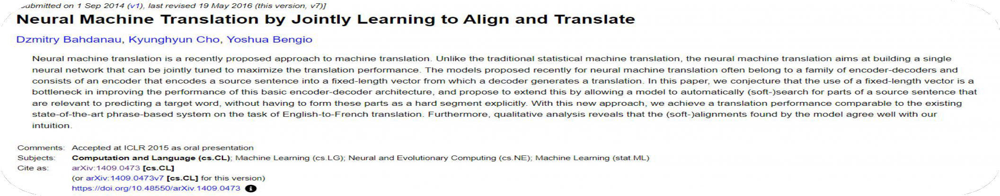 submitted on 1 Sep 2014 (v1), last revised 19 May 2016 (this version, v7)]
Neural Machine Translation by Jointly Learning to Align and Translate
Dzmitry Bahdanau, Kyunghyun Cho, Yoshua Bengio
Neural machine translation is a recently proposed approach to machine translation. Unlike the traditional statistical machine translation, the neural machine translation aims at building a single
neural network that can be jointly tuned to maximize the translation performance. The models proposed recently for neural machine translation often belong to a family of encoder-decoders and
consists of an encoder that encodes a source sentence into a fixed-length vector from which a decoder generates a translation. In this paper, we conjecture that the use of a fixed-length vector is a
bottleneck in improving the performance of this basic encoder-decoder architecture, and propose to extend this by allowing a model to automatically (soft-)search for parts of a source sentence that
are relevant to predicting a target word, without having to form these parts as a hard segment explicitly. With this new approach, we achieve a translation performance comparable to the existing
state-of-the-art phrase-based system on the task of English-to-French translation. Furthermore, qualitative analysis reveals that the (soft-)alignments found by the model agree well with our
intuition.
Comments: Accepted at ICLR 2015 as oral presentation
Subjects: Computation and Language (cs.CL); Machine Learning (cs.LG); Neural and Evolutionary Computing (cs.NE); Machine Learning (stat.ML)
Cite as: arXiv:1409.0473 [cs.CL]
(or arXiv:1409.0473v7 [cs.CL] for this version)
https://doi.org/10.48550/arXiv.1409.0473